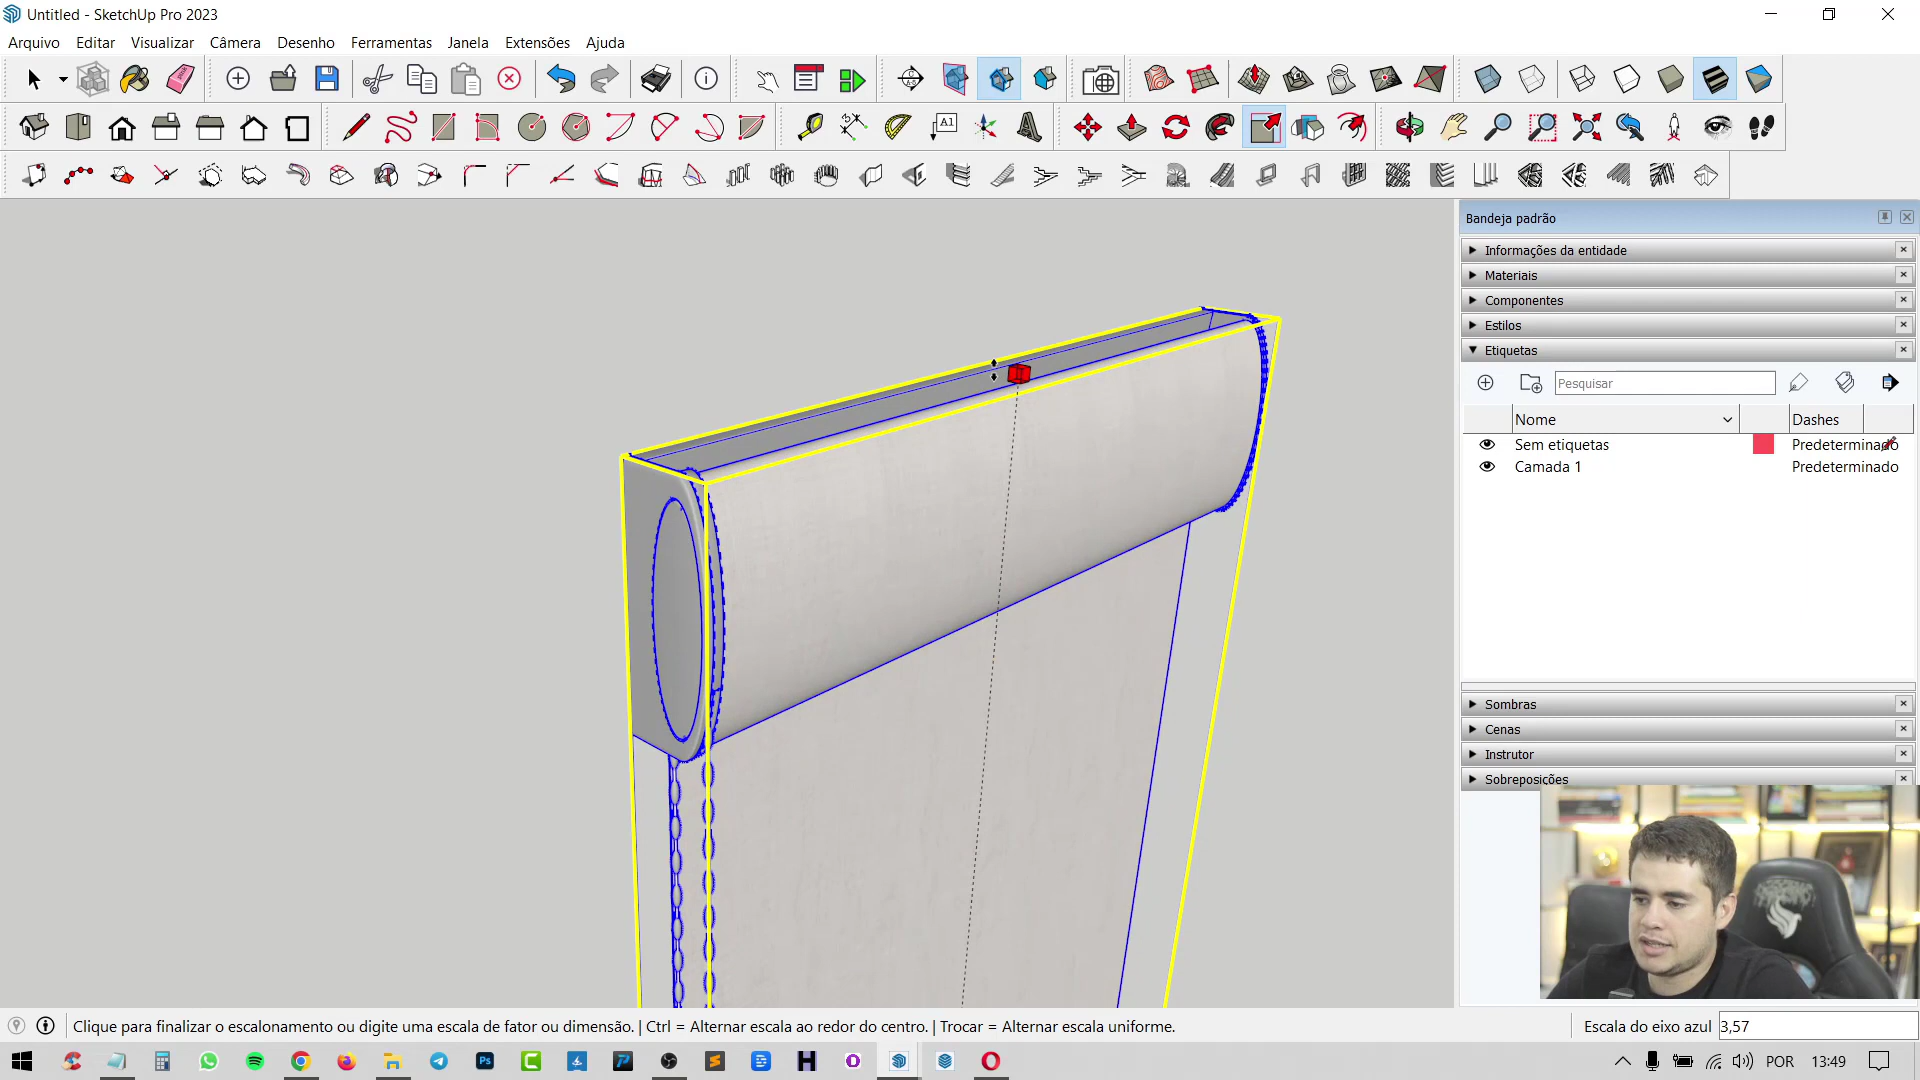 Untitled - SketchUp Pro 2023
Arquivo Editar Visualizar Câmera Desenho Ferramentas Janela Extensões Ajuda
A1
Bandeja padrão
Informações da entidade
Materiais
Componentes
Estilos
Etiquetas
Pesquisar
Nome Dashes
Sem etiquetas Predeterminado
Camada 1 Predeterminado
Sombras
Cenas
Instrutor
Sobreposições
Clique para finalizar o escalonamento ou digite uma escala de fator ou dimensão. | Ctrl = Alternar escala ao redor do centro. | Trocar = Alternar escala uniforme.
Escala do eixo azul 3,57
POR 13:49